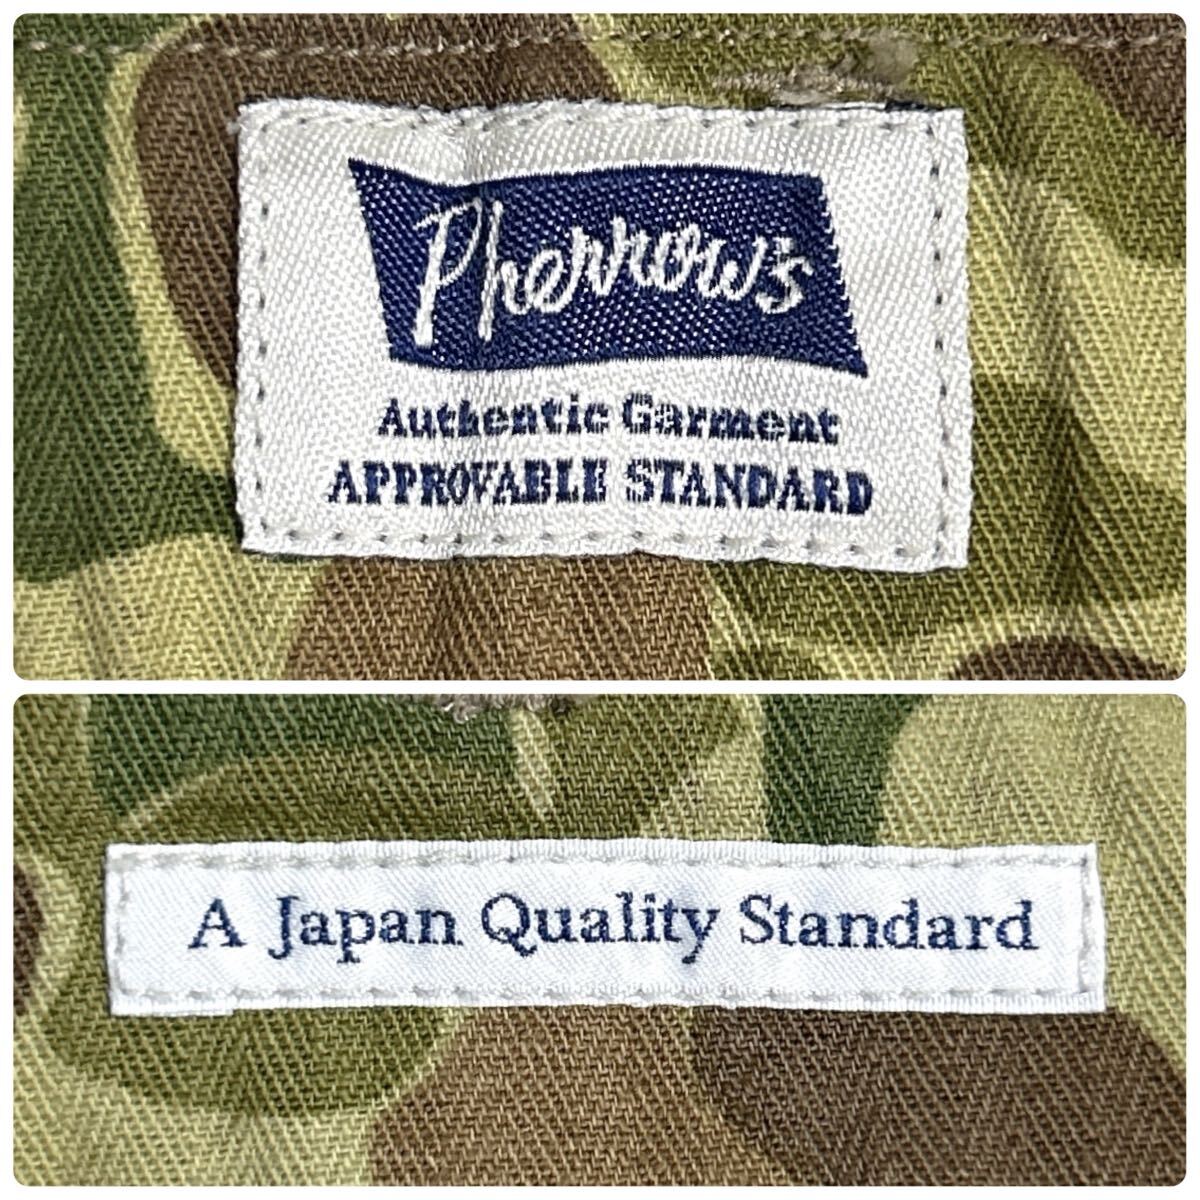 Pherrow's
Authentic Garment
APPROVABLE STANDARD
A Japan Quality Standard